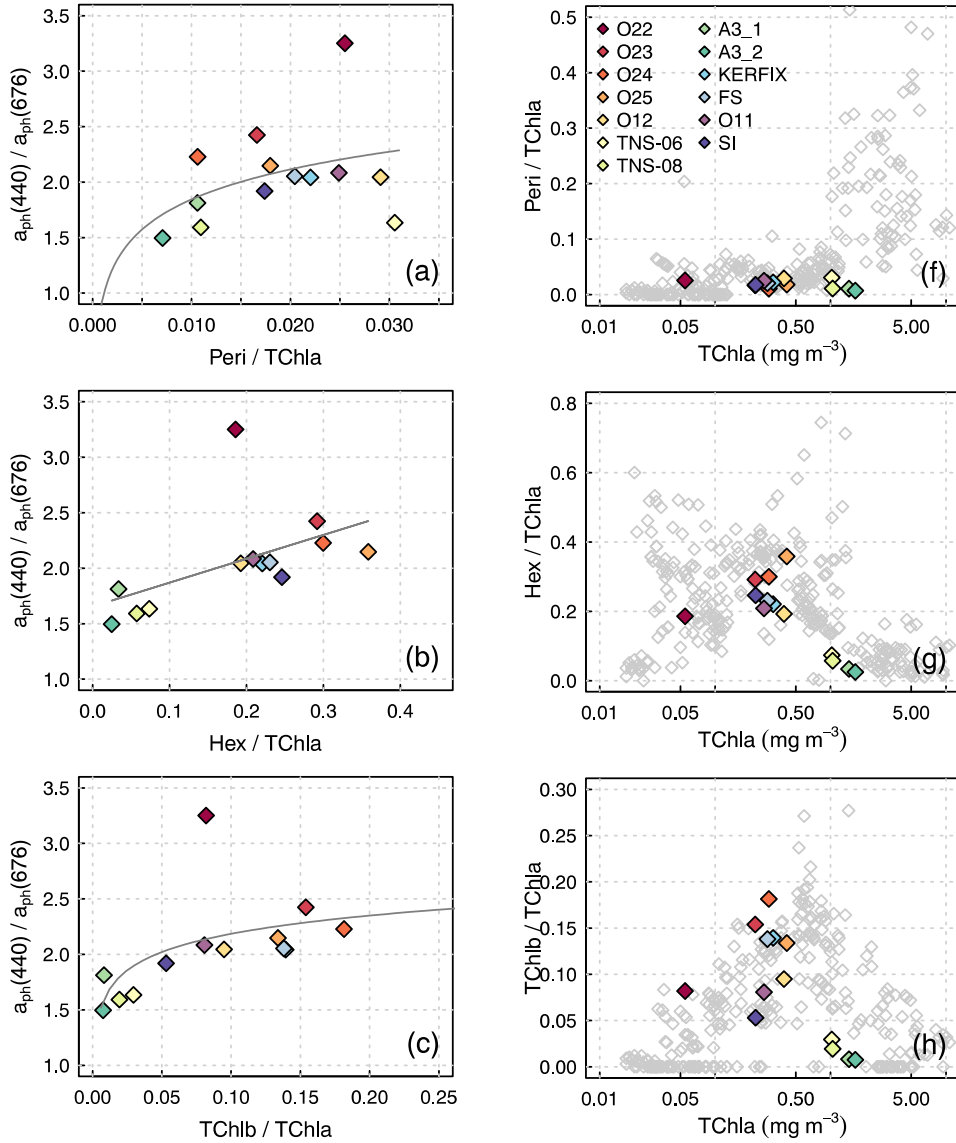 3.5
3.0
2.5
2.0
1.5
1.0
aph(440) / aph(676)
(a)
0.000 0.010 0.020 0.030
Peri / TChla
0.5
0.4
0.3
0.2
0.1
0.0
Peri / TChla
O22
O23
O24
O25
O12
TNS-06
TNS-08
A3_1
A3_2
KERFIX
FS
O11
SI
(f)
0.01 0.05 0.50 5.00
TChla (mg m⁻³)
3.5
3.0
2.5
2.0
1.5
1.0
aph(440) / aph(676)
(b)
0.0 0.1 0.2 0.3 0.4
Hex / TChla
0.8
0.6
0.4
0.2
0.0
Hex / TChla
(g)
0.01 0.05 0.50 5.00
TChla (mg m⁻³)
3.5
3.0
2.5
2.0
1.5
1.0
aph(440) / aph(676)
(c)
0.00 0.05 0.10 0.15 0.20 0.25
TChlb / TChla
0.30
0.25
0.20
0.15
0.10
0.05
0.00
TChlb / TChla
(h)
0.01 0.05 0.50 5.00
TChla (mg m⁻³)